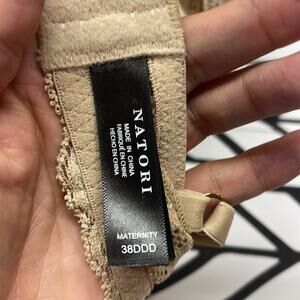 NATORI
MADE IN CHINA
FABRIQUÉ EN CHINE
HECHO EN CHINA
MATERNITY
38DDD